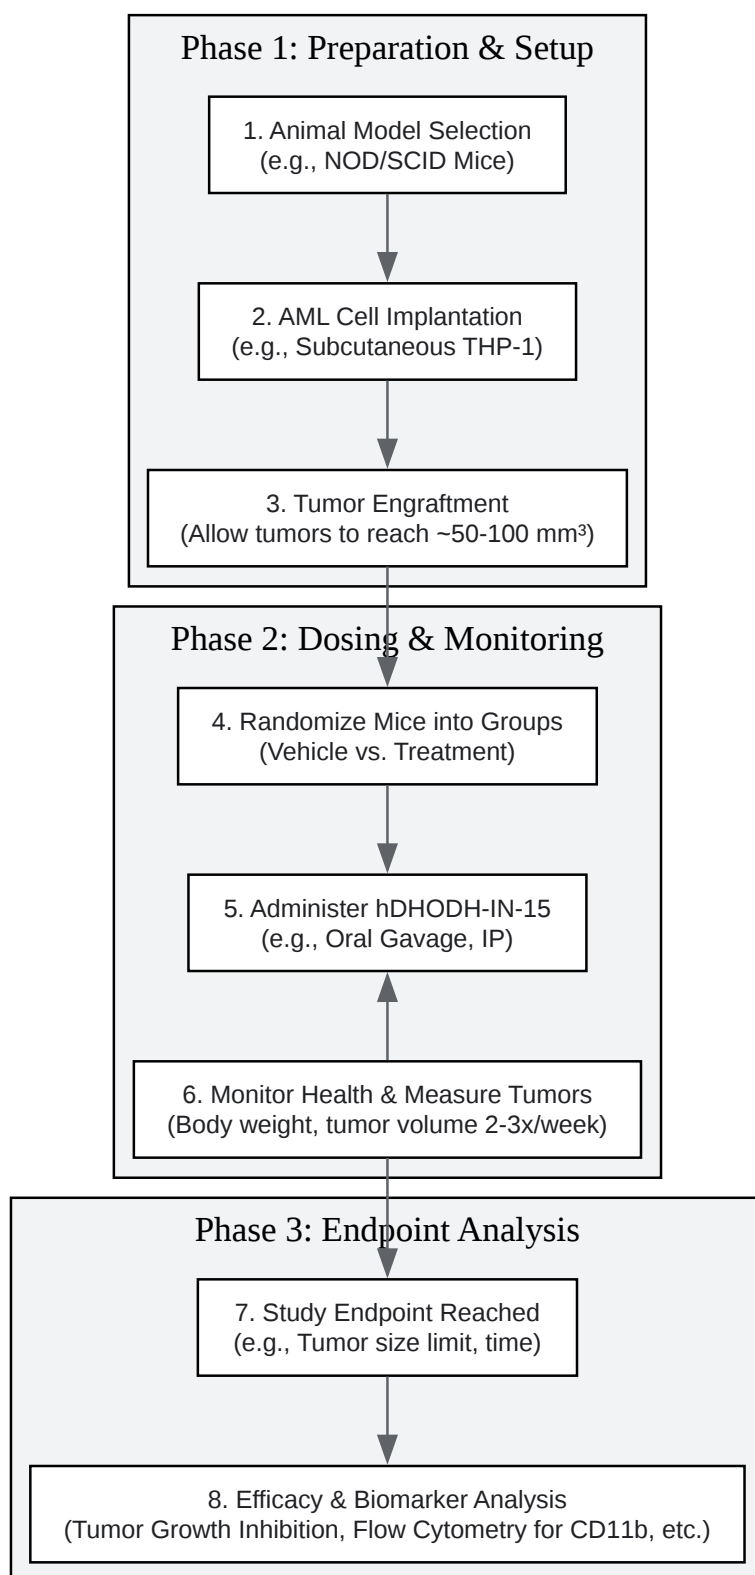 Phase 1: Preparation & Setup
1. Animal Model Selection
(e.g., NOD/SCID Mice)
2. AML Cell Implantation
(e.g., Subcutaneous THP-1)
3. Tumor Engraftment
(Allow tumors to reach ~50-100 mm³)
Phase 2: Dosing & Monitoring
4. Randomize Mice into Groups
(Vehicle vs. Treatment)
5. Administer hDHODH-IN-15
(e.g., Oral Gavage, IP)
6. Monitor Health & Measure Tumors
(Body weight, tumor volume 2-3x/week)
Phase 3: Endpoint Analysis
7. Study Endpoint Reached
(e.g., Tumor size limit, time)
8. Efficacy & Biomarker Analysis
(Tumor Growth Inhibition, Flow Cytometry for CD11b, etc.)